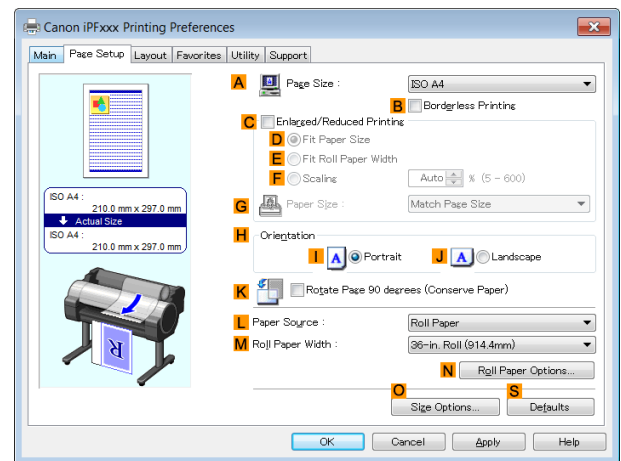 Canon iPFxxx Printing Preferences
Main Page Setup Layout Favorites Utility Support
A Page Size : ISO A4
B Borderless Printing
C Enlarged/Reduced Printing
D Fit Paper Size
E Fit Roll Paper Width
F Scaling Auto % (5 - 600)
G Paper Size : Match Page Size
ISO A4 :
210.0 mm x 297.0 mm
Actual Size
ISO A4 :
210.0 mm x 297.0 mm
H Orientation
I A Portrait J A Landscape
K Rotate Page 90 degrees (Conserve Paper)
L Paper Source : Roll Paper
M Roll Paper Width : 36-in. Roll (914.4mm)
R
N Roll Paper Options...
O S
Size Options... Defaults
OK Cancel Apply Help